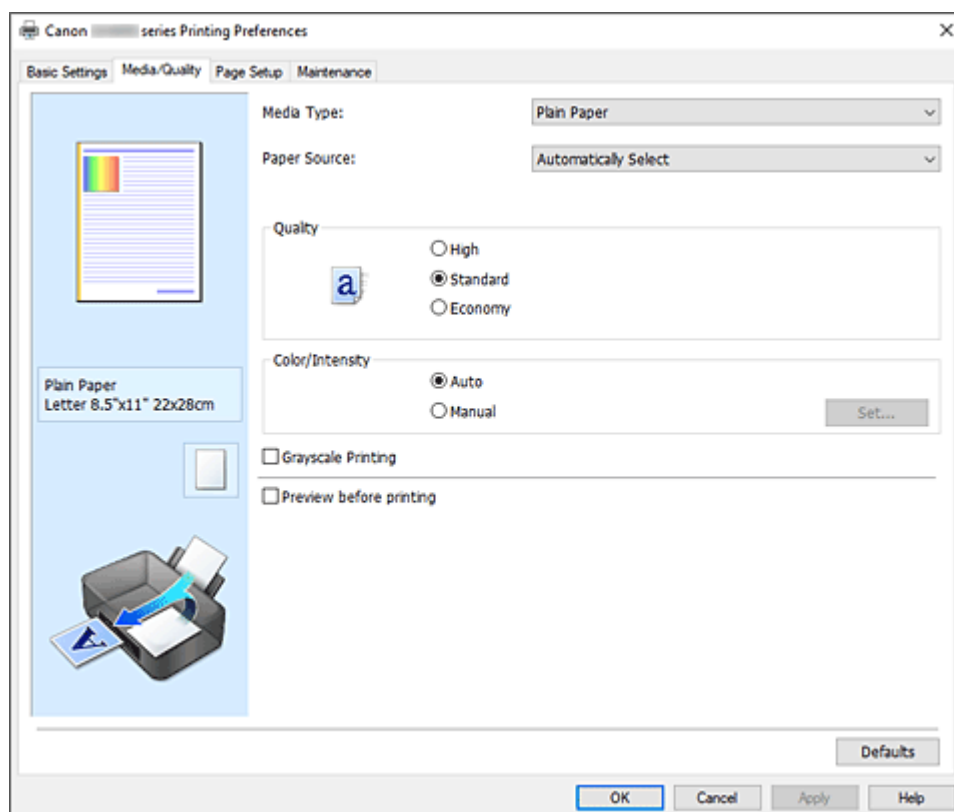 Canon series Printing Preferences
Basic Settings Media/Quality Page Setup Maintenance
Media Type: Plain Paper
Paper Source: Automatically Select
Quality
High
a Standard
Economy
Color/Intensity
Plain Paper Auto
Letter 8.5"x11" 22x28cm Manual Set...
Grayscale Printing
Preview before printing
A
Defaults
OK Cancel Apply Help